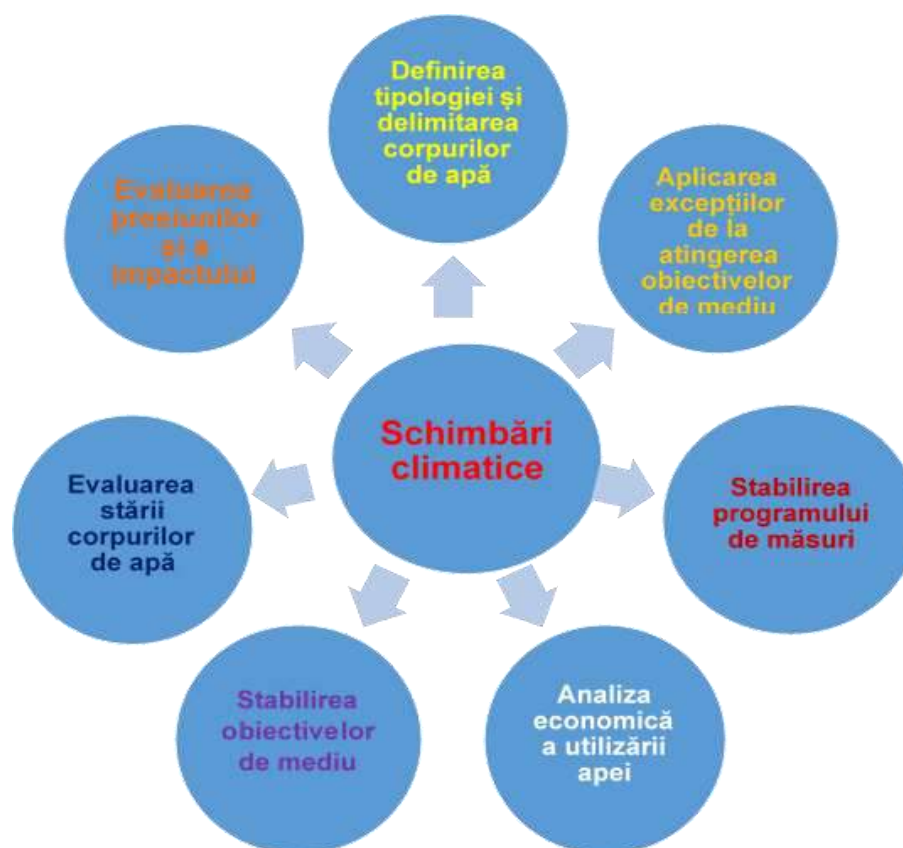 Definirea
tipologiei și
delimitarea
corpurilor
de apă
Aplicarea
excepțiilor
de la
atingerea
obiectivelor
de mediu
Stabilirea
programului
de măsuri
Analiza
economică
a utilizării
apei
Stabilirea
obiectivelor
de mediu
Evaluarea
stării
corpurilor
de apă
Evaluarea
presiunilor
și a
impactului
Schimbări
climatice